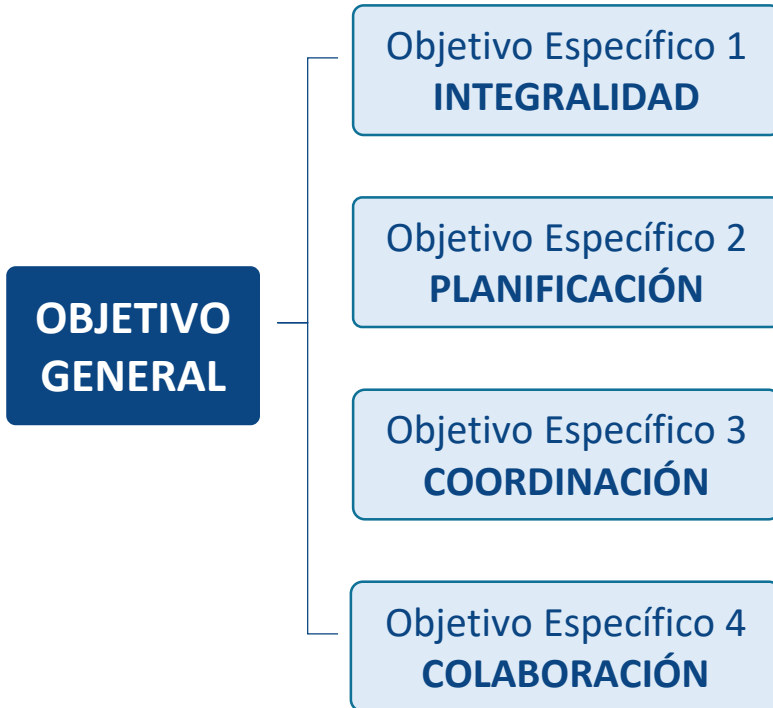 Objetivo Específico 1
INTEGRALIDAD
Objetivo Específico 2
PLANIFICACIÓN
OBJETIVO
GENERAL
Objetivo Específico 3
COORDINACIÓN
Objetivo Específico 4
COLABORACIÓN